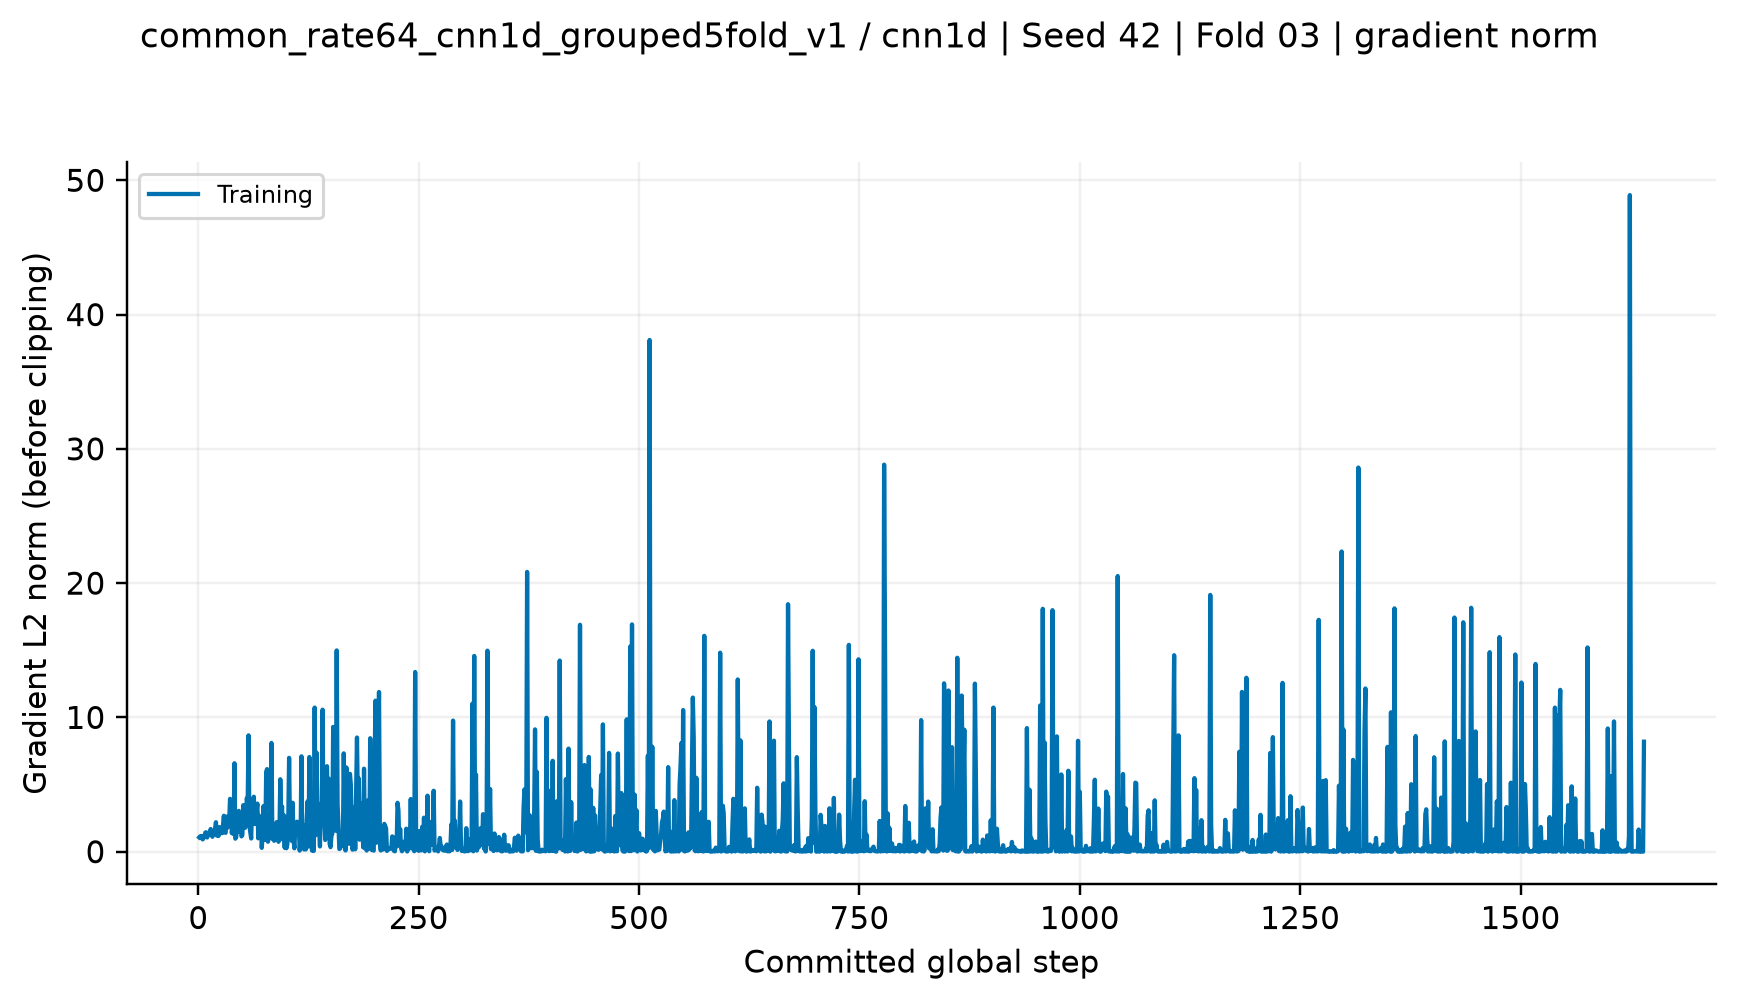 common_rate64_cnn1d_grouped5fold_v1 / cnn1d | Seed 42 | Fold 03 | gradient norm
Training
Gradient L2 norm (before clipping)
50
40
30
20
10
0
0 250 500 750 1000 1250 1500
Committed global step